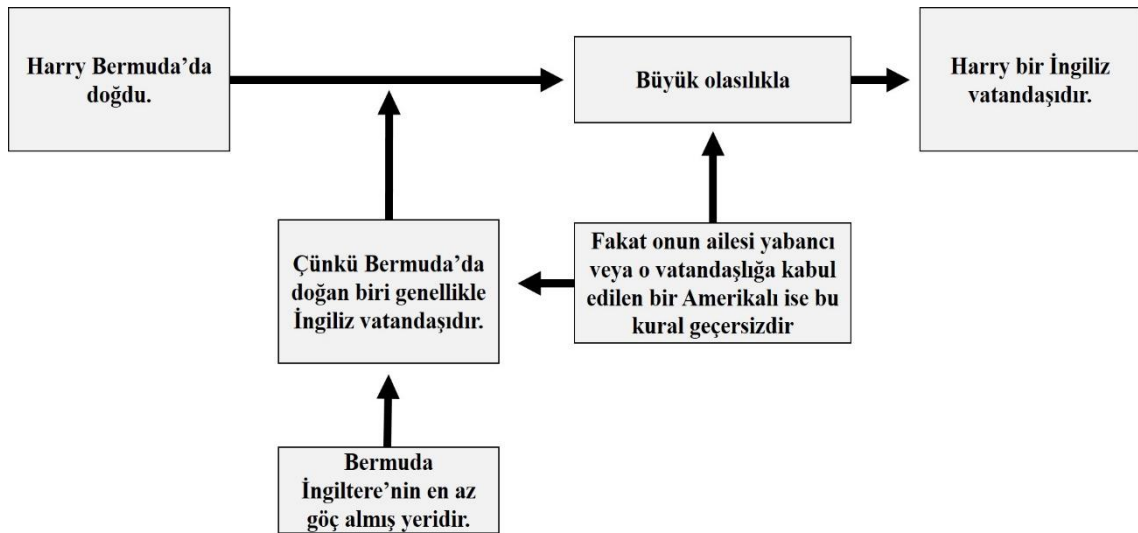 Harry Bermuda’da
doğdu.
Büyük olasılıkla
Harry bir İngiliz
vatandaşıdır.
Çünkü Bermuda’da
doğan biri genellikle
İngiliz vatandaşıdır.
Fakat onun ailesi yabancı
veya o vatandaşlığa kabul
edilen bir Amerikalı ise bu
kural geçersizdir
Bermuda
İngiltere’nin en az
göç almış yeridir.